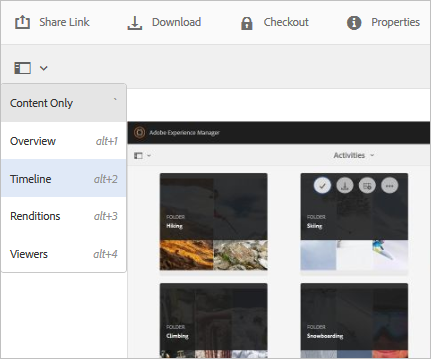 Share Link Download Checkout Properties
Content Only `
Overview alt+1
Timeline alt+2
Renditions alt+3
Viewers alt+4
Adobe Experience Manager
Activities
FOLDER
Hiking
FOLDER
Skiing
FOLDER
Climbing
FOLDER
Snowboarding